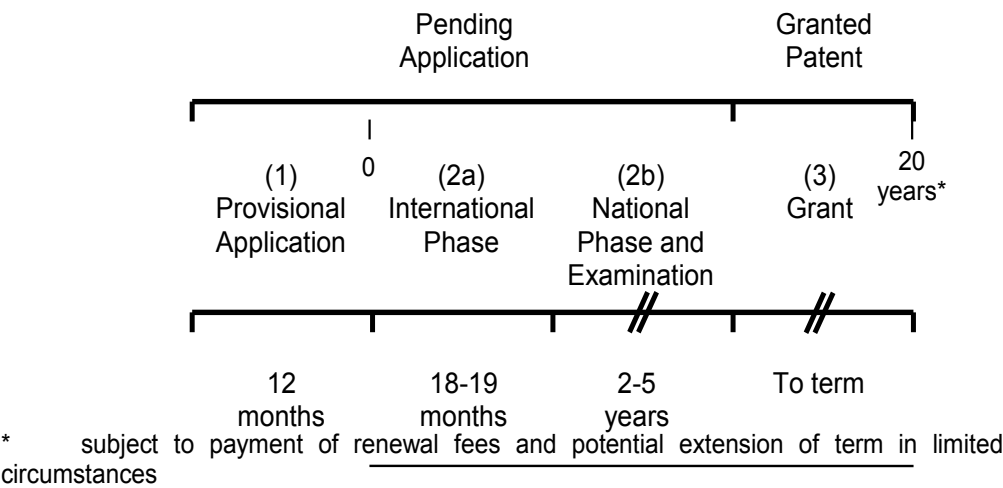 Pending
Application
Granted
Patent
0
20
years*
(1)
Provisional
Application
(2a)
International
Phase
(2b)
National
Phase and
Examination
(3)
Grant
12
months
18-19
months
2-5
years
To term
* subject to payment of renewal fees and potential extension of term in limited
circumstances